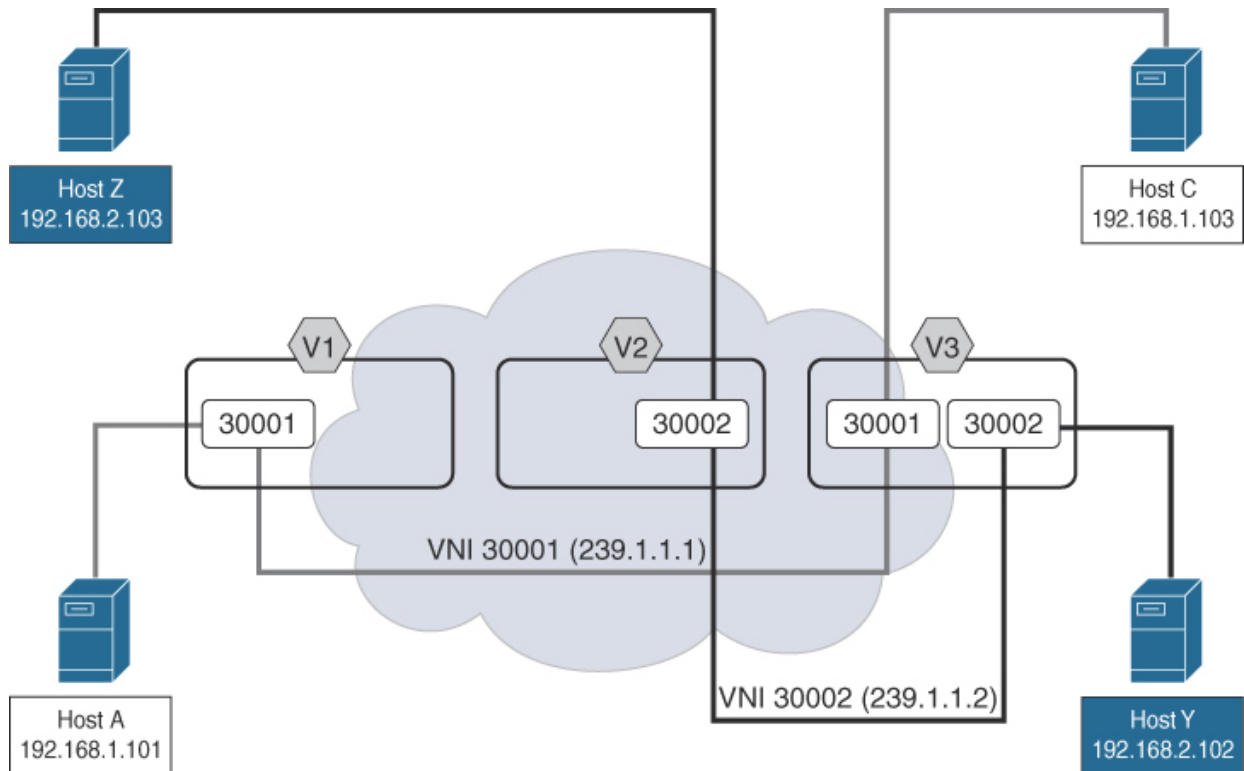 Host Z
192.168.2.103
Host C
192.168.1.103
V1
V2
V3
30001
30002
30001
30002
VNI 30001 (239.1.1.1)
VNI 30002 (239.1.1.2)
Host A
192.168.1.101
Host Y
192.168.2.102